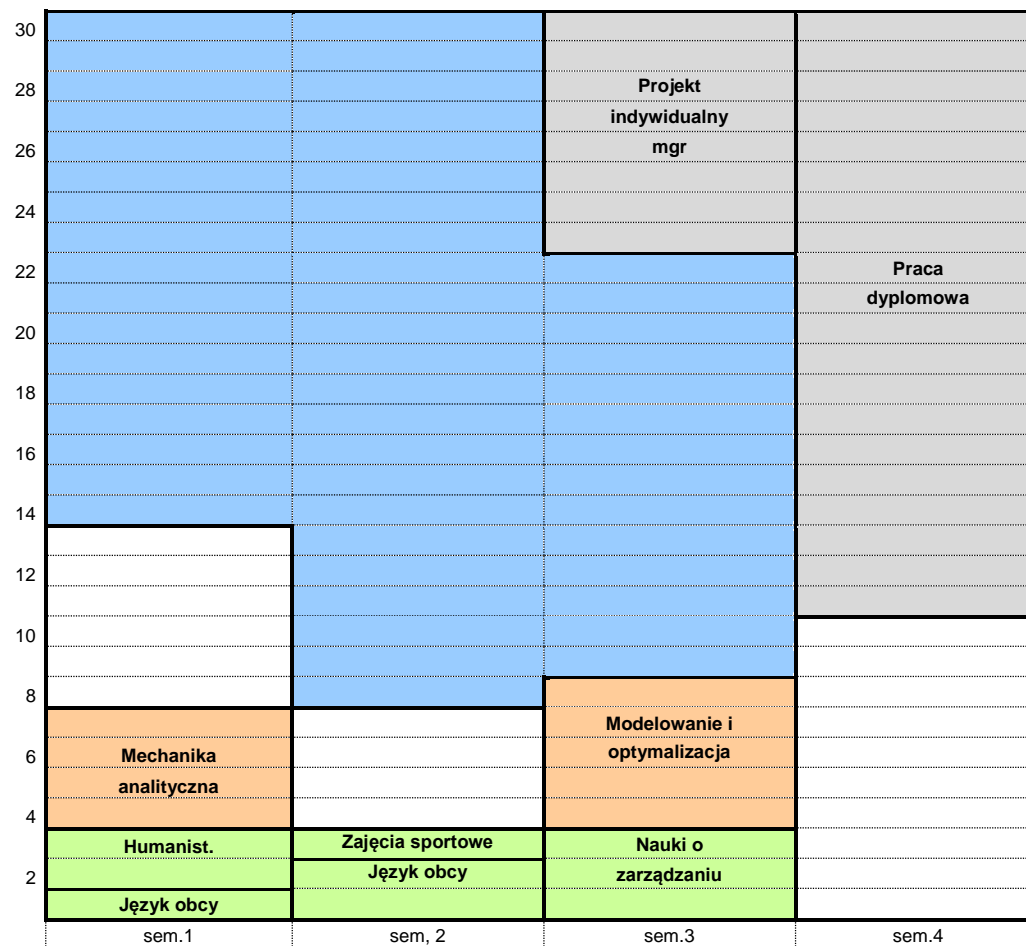 30
28
26
24
22
20
18
16
14
12
10
8
6
4
2
Projekt
indywidualny
mgr
Praca
dyplomowa
Mechanika
analityczna
Modelowanie i
optymalizacja
Humanist.
Język obcy
Zajęcia sportowe
Język obcy
Nauki o
zarządzaniu
sem.1
sem, 2
sem.3
sem.4